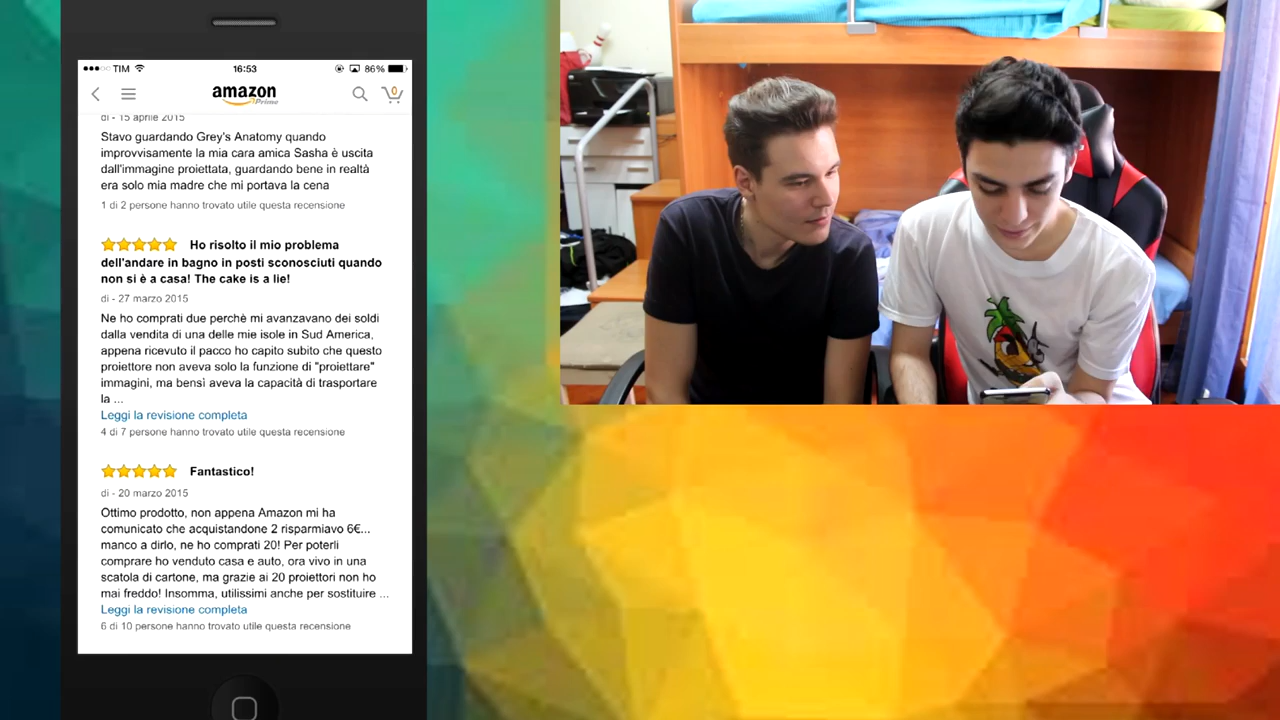 TIM
16:53
86%
amazon
Prime
0
di - 15 aprile 2015
Stavo guardando Grey's Anatomy quando
improvvisamente la mia cara amica Sasha è uscita
dall'immagine proiettata, guardando bene in realtà
era solo mia madre che mi portava la cena
1 di 2 persone hanno trovato utile questa recensione
Ho risolto il mio problema
dell'andare in bagno in posti sconosciuti quando
non si è a casa! The cake is a lie!
di - 27 marzo 2015
Ne ho comprati due perchè mi avanzavano dei soldi
dalla vendita di una delle mie isole in Sud America,
appena ricevuto il pacco ho capito subito che questo
proiettore non aveva solo la funzione di "proiettare"
immagini, ma bensì aveva la capacità di trasportare
la ...
Leggi la revisione completa
4 di 7 persone hanno trovato utile questa recensione
Fantastico!
di - 20 marzo 2015
Ottimo prodotto, non appena Amazon mi ha
comunicato che acquistandone 2 risparmiavo 6€...
manco a dirlo, ne ho comprati 20! Per poterli
comprare ho venduto casa e auto, ora vivo in una
scatola di cartone, ma grazie ai 20 proiettori non ho
mai freddo! Insomma, utilissimi anche per sostituire ...
Leggi la revisione completa
6 di 10 persone hanno trovato utile questa recensione